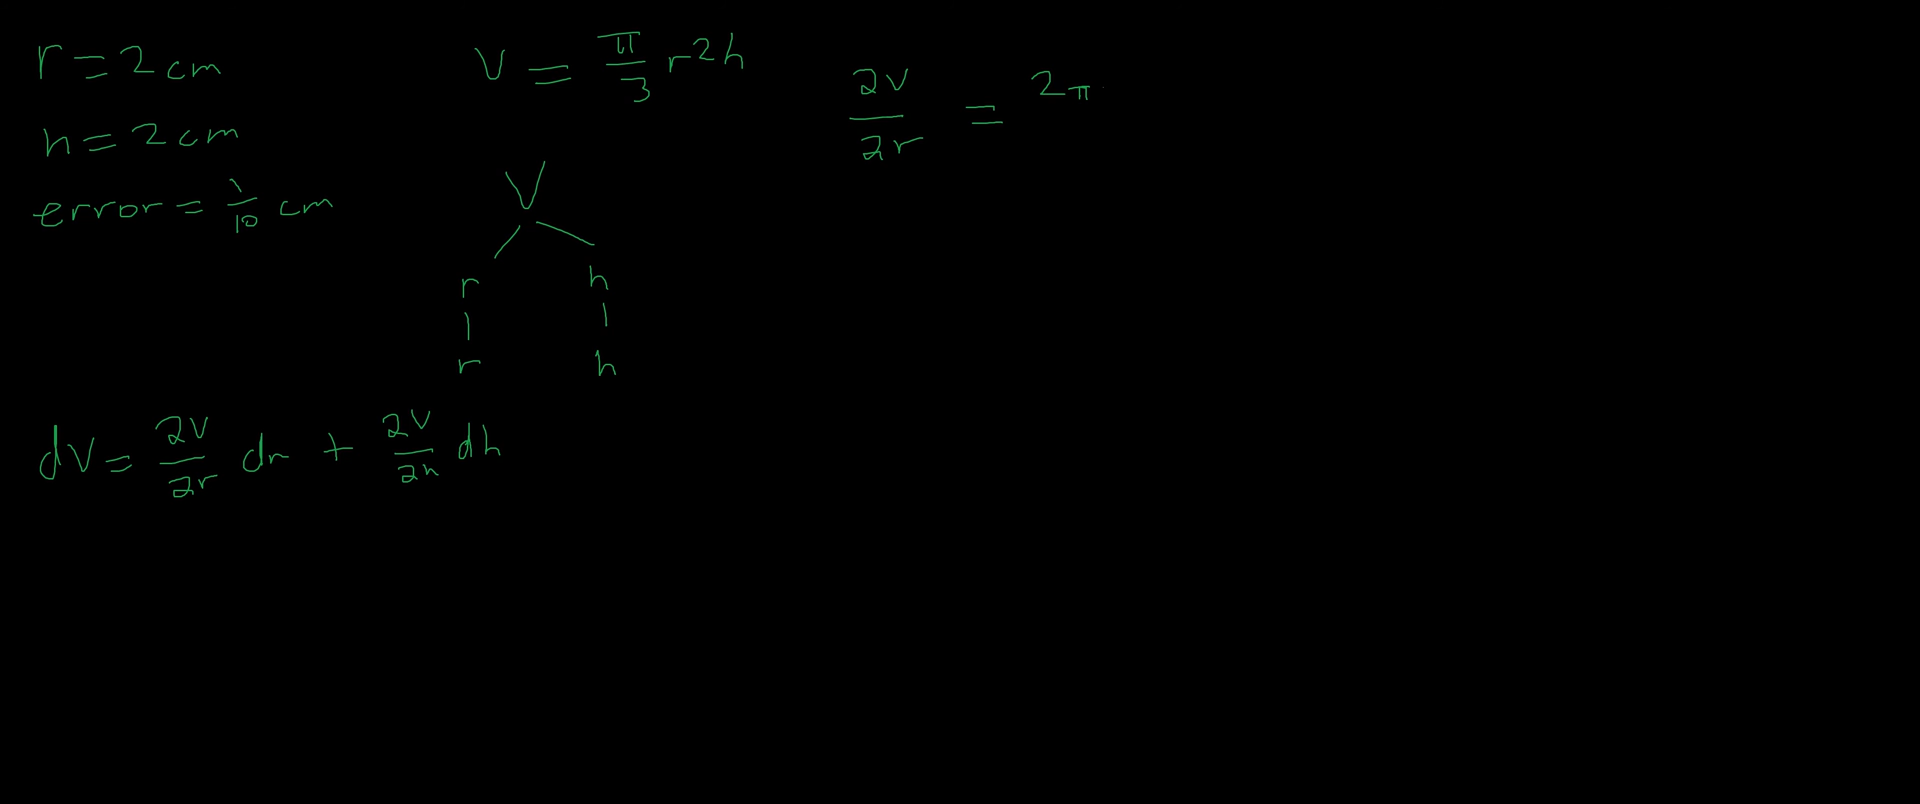 r = 2 cm
h = 2 cm
error = 1/10 cm
V = π/3 r²h
V
r h
r h
∂V/∂r = 2π
dV = ∂V/∂r dr + ∂V/∂h dh